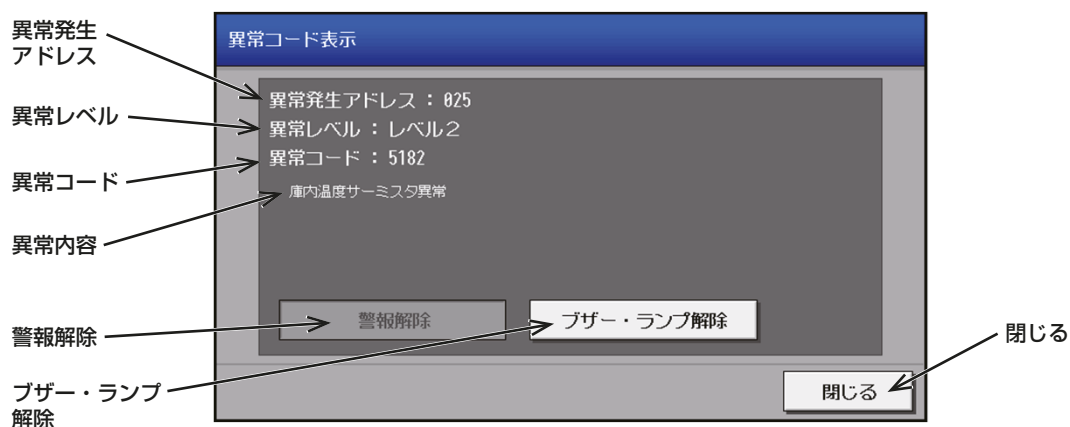 異常コード表示
異常発生
アドレス
異常発生アドレス : 025
異常レベル
異常レベル : レベル2
異常コード
異常コード : 5182
異常内容
庫内温度サーミスタ異常
警報解除
警報解除
ブザー・ランプ解除
ブザー・ランプ
解除
閉じる
閉じる